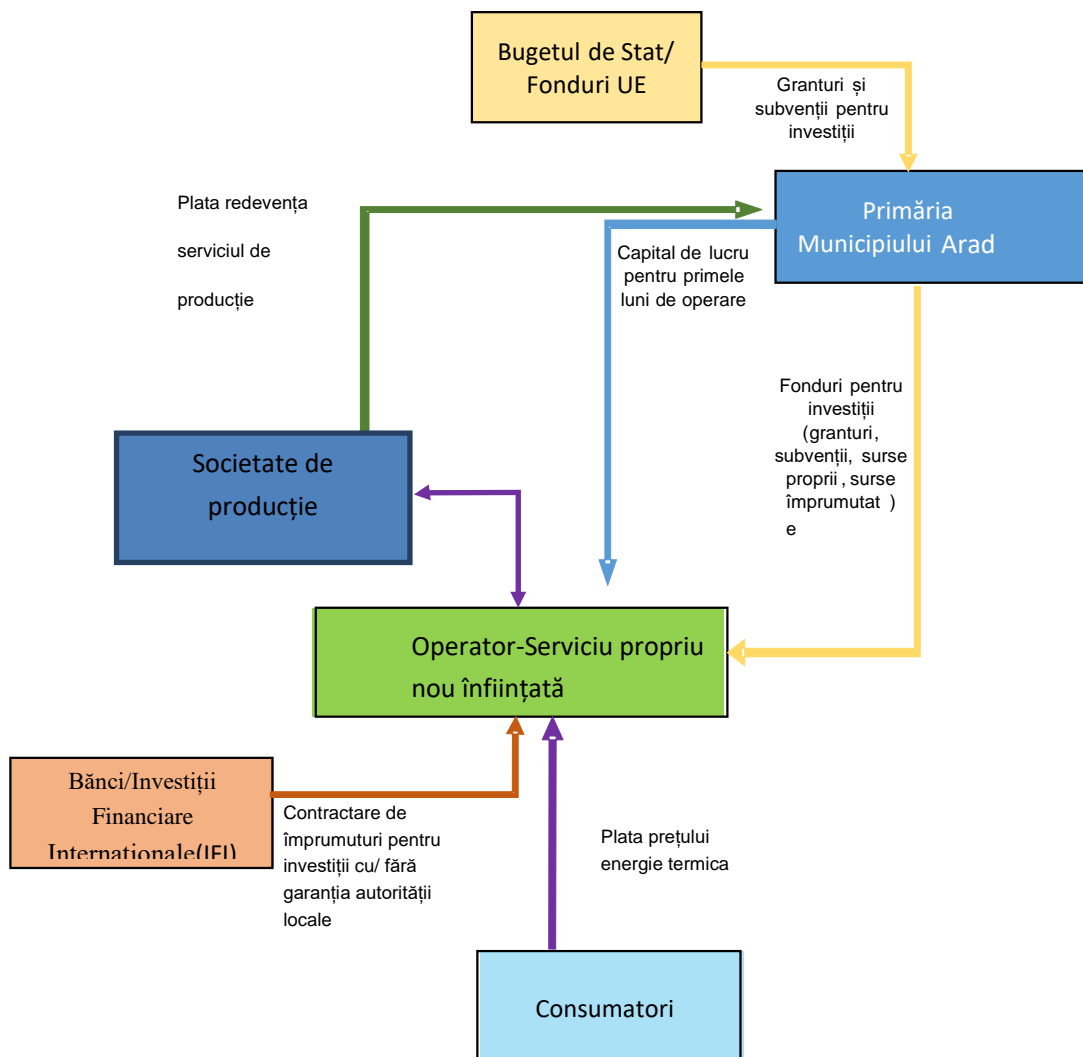 Bugetul de Stat/
Fonduri UE
Granturi și
subvenții pentru
investiții
Plata redevența
serviciul de
producție
Primăria
Municipiului Arad
Capital de lucru
pentru primele
luni de operare
Fonduri pentru
investiții
(granturi,
subvenții, surse
proprii , surse
împrumutat )
e
Societate de
producție
Operator-Serviciu propriu
nou înființată
Bănci/Investiții
Financiare
Internaționale(IFI)
Contractare de
împrumuturi pentru
investiții cu/ fără
garanția autorității
locale
Plata prețului
energie termica
Consumatori